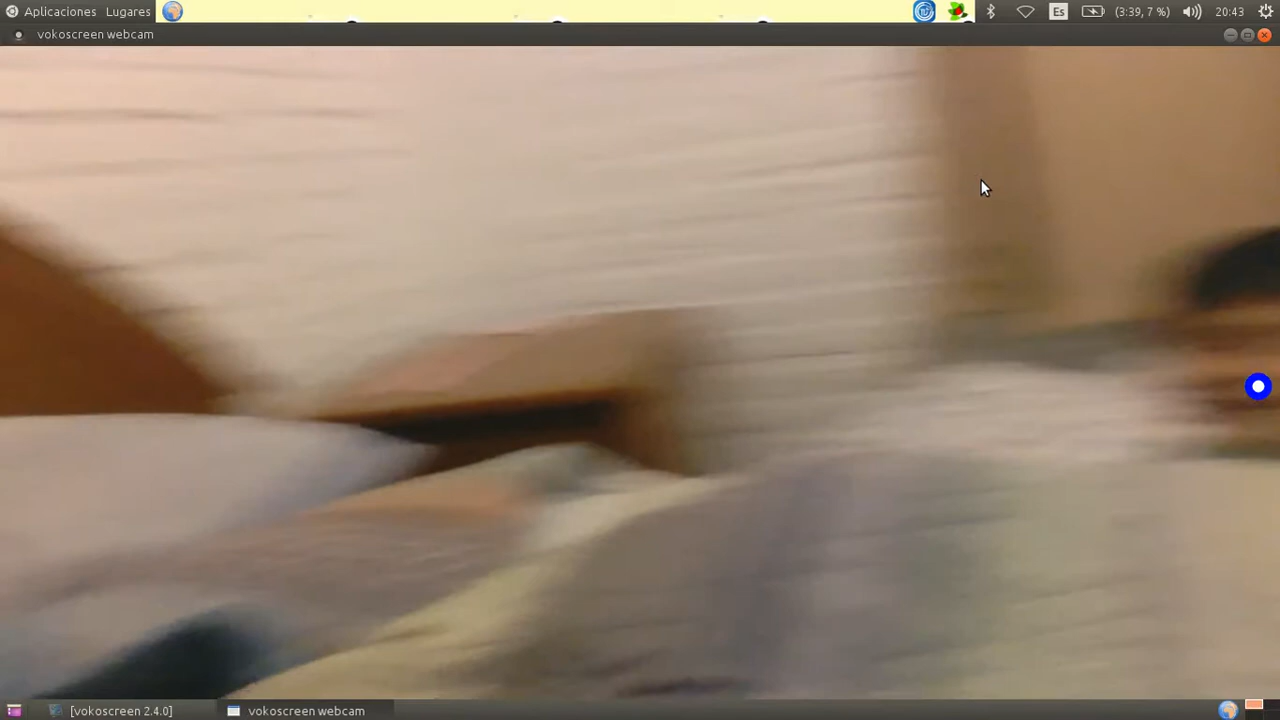 Aplicaciones Lugares Es (3:39, 7 %) 20:43
vokoscreen webcam
[vokoscreen 2.4.0] vokoscreen webcam